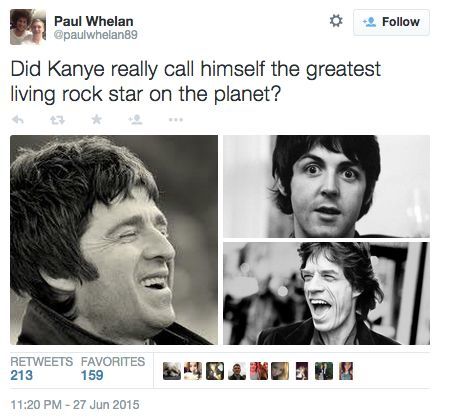 Paul Whelan
@paulwhelan89
Follow
Did Kanye really call himself the greatest
living rock star on the planet?
RETWEETS FAVORITES
213 159
11:20 PM - 27 Jun 2015